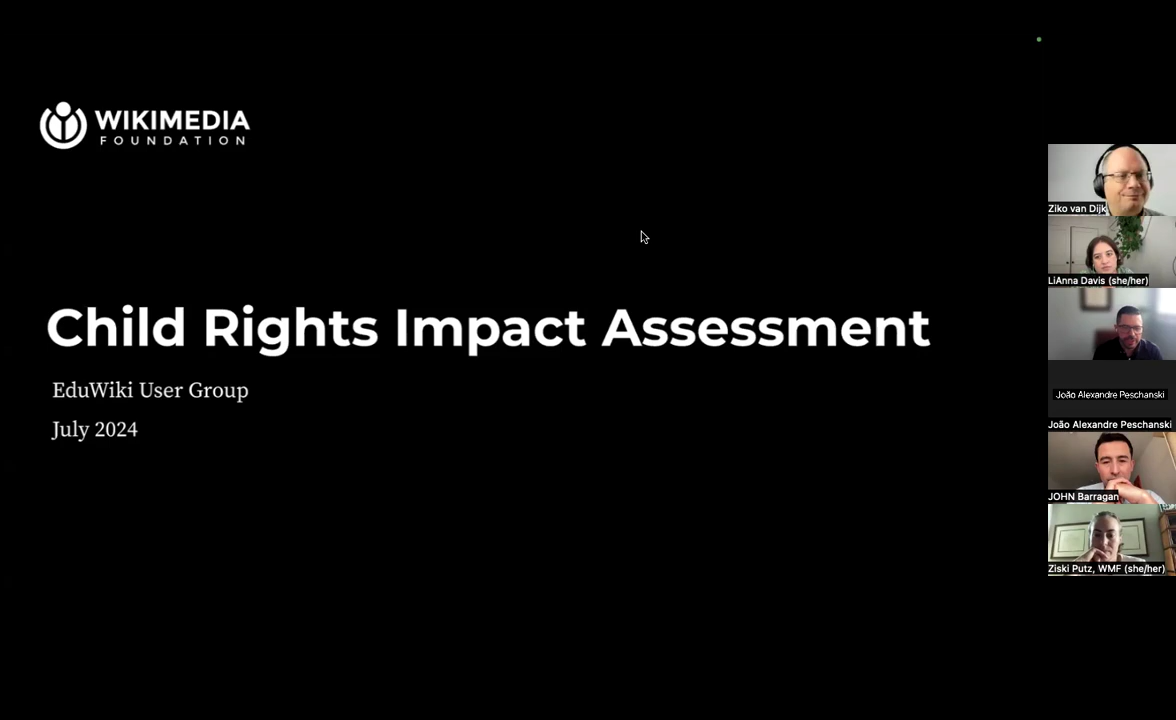 WIKIMEDIA
FOUNDATION
Child Rights Impact Assessment
EduWiki User Group
July 2024
Ziko van Dijk
LiAnna Davis (she/her)
João Alexandre Peschanski
João Alexandre Peschanski
JOHN Barragan
Ziski Putz, WMF (she/her)